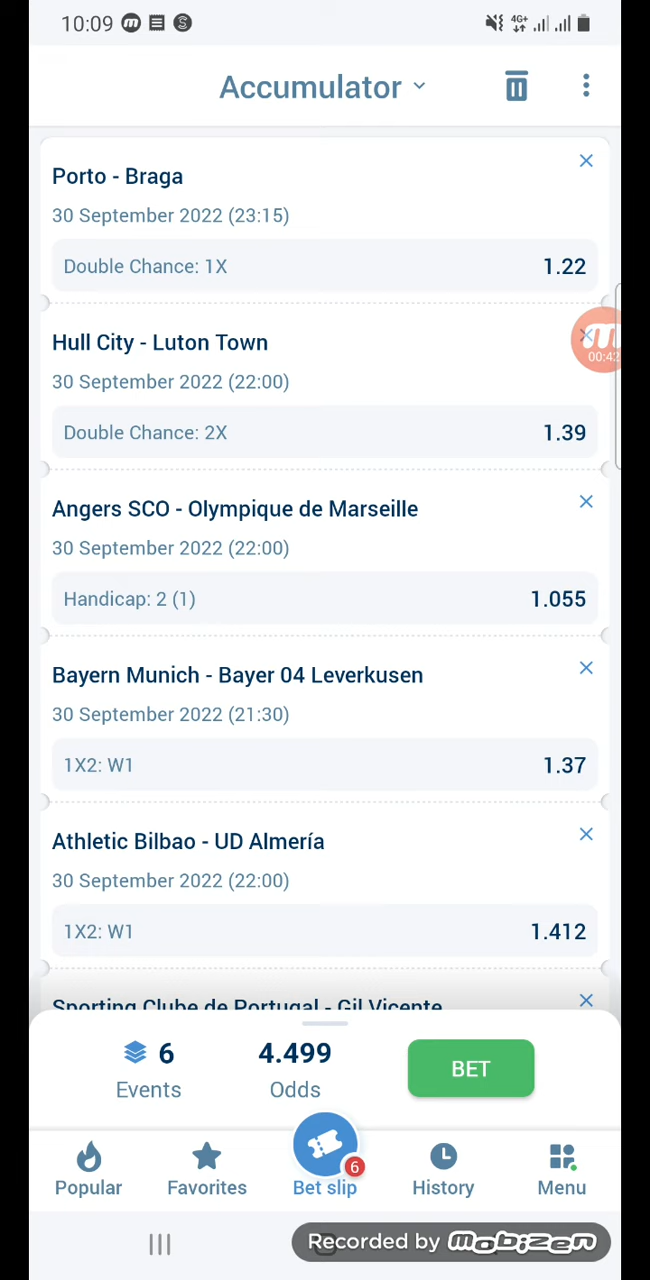 10:09
4G+
Accumulator
Porto - Braga
30 September 2022 (23:15)
Double Chance: 1X 1.22
Hull City - Luton Town
00:42
30 September 2022 (22:00)
Double Chance: 2X 1.39
Angers SCO - Olympique de Marseille
30 September 2022 (22:00)
Handicap: 2 (1) 1.055
Bayern Munich - Bayer 04 Leverkusen
30 September 2022 (21:30)
1X2: W1 1.37
Athletic Bilbao - UD Almería
30 September 2022 (22:00)
1X2: W1 1.412
Sporting Clube de Portugal - Gil Vicente
6 4.499 BET
Events Odds
6
Popular Favorites Bet slip History Menu
Recorded by mobizen